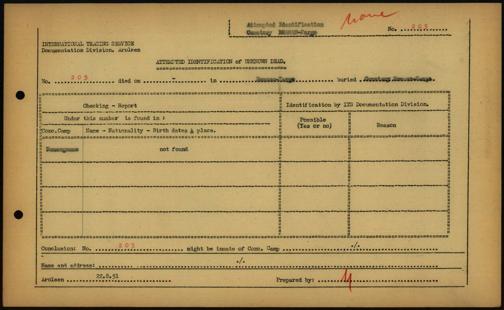 Attempted Identification none
Cemetery
No. 205
INTERNATIONAL TRACING SERVICE
Documentation Division, Arolsen
ATTEMPTED IDENTIFICATION of UNKNOWN DEAD.
No. 205 died on - in buried
Checking - Report Identification by ITS Documentation Division.
Under this number is found in: Possible (Yes or no) Reason
Conc.Camp Name - Nationality - Birth dates & place.
not found
Conclusion: No. 205 might be inmate of Conc. Camp -/-
Name and address: -/-
Arolsen 22.8.51 Prepared by: